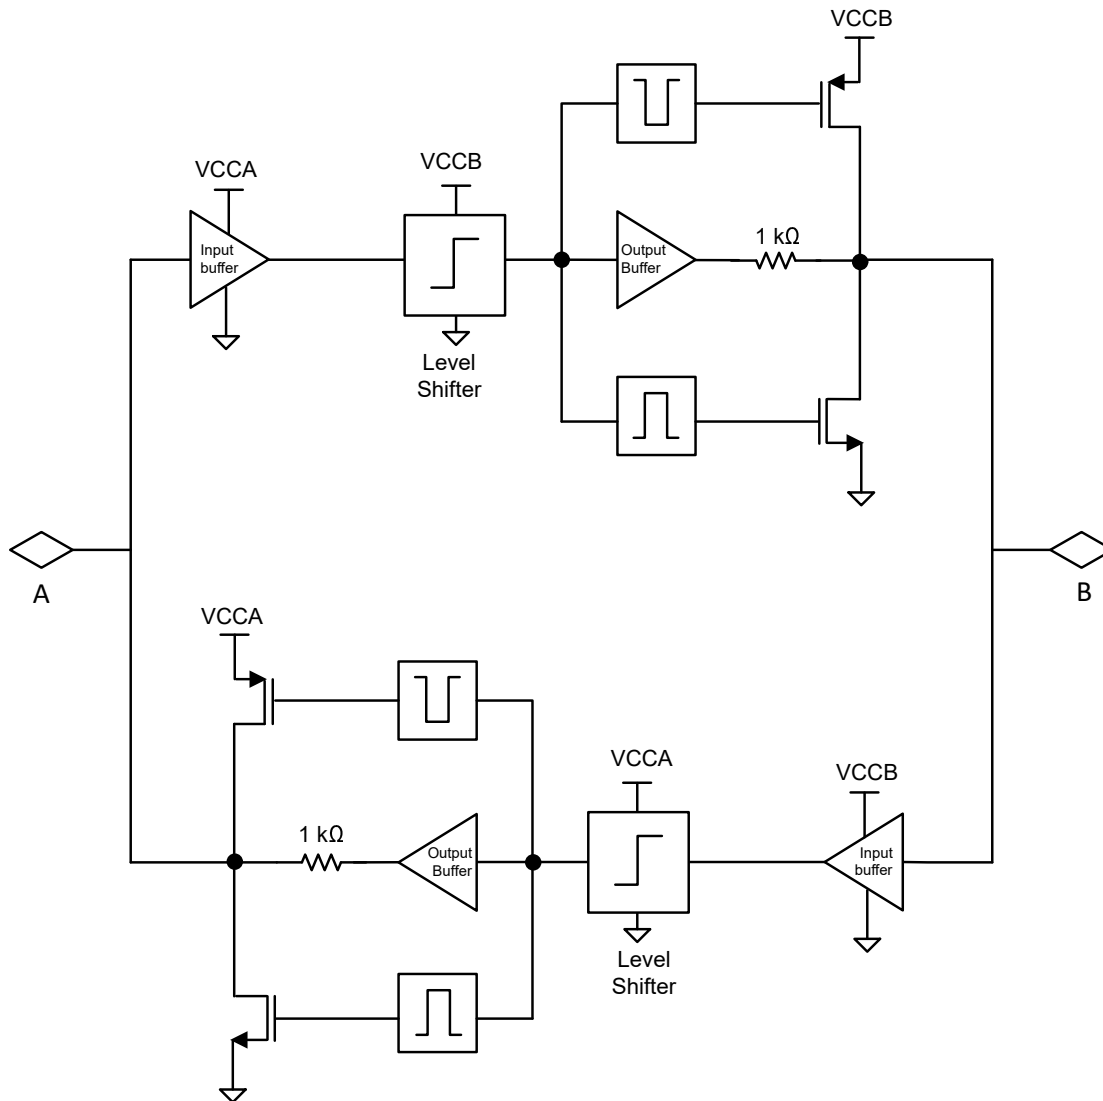 VCCB
VCCA
VCCB
Input
buffer
Output
Buffer
1 kΩ
Level
Shifter
A
B
VCCA
VCCA
VCCB
1 kΩ
Output
Buffer
Input
buffer
Level
Shifter